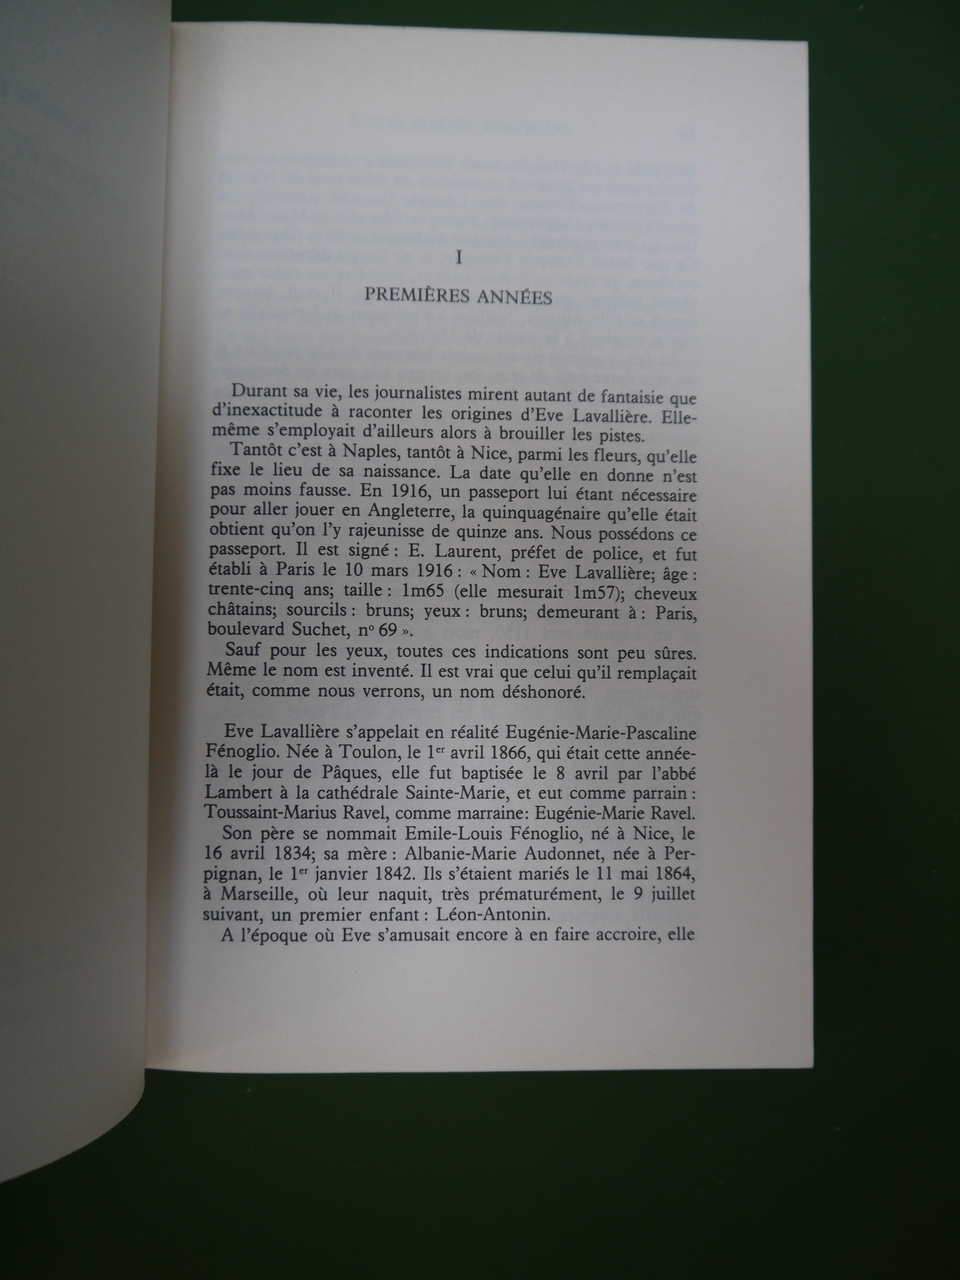 I
PREMIÈRES ANNÉES
Durant sa vie, les journalistes mirent autant de fantaisie que
d'inexactitude à raconter les origines d'Eve Lavallière. Elle-
même s'employait d'ailleurs alors à brouiller les pistes.
Tantôt c'est à Naples, tantôt à Nice, parmi les fleurs, qu'elle
fixe le lieu de sa naissance. La date qu'elle en donne n'est
pas moins fausse. En 1916, un passeport lui étant nécessaire
pour aller jouer en Angleterre, la quinquagénaire qu'elle était
obtient qu'on l'y rajeunisse de quinze ans. Nous possédons ce
passeport. Il est signé : E. Laurent, préfet de police, et fut
établi à Paris le 10 mars 1916 : « Nom : Eve Lavallière; âge :
trente-cinq ans; taille : 1m65 (elle mesurait 1m57); cheveux
châtains; sourcils : bruns; yeux : bruns; demeurant à : Paris,
boulevard Suchet, n° 69 ».
Sauf pour les yeux, toutes ces indications sont peu sûres.
Même le nom est inventé. Il est vrai que celui qu'il remplaçait
était, comme nous verrons, un nom déshonoré.
Eve Lavallière s'appelait en réalité Eugénie-Marie-Pascaline
Fénoglio. Née à Toulon, le 1er avril 1866, qui était cette année-
là le jour de Pâques, elle fut baptisée le 8 avril par l'abbé
Lambert à la cathédrale Sainte-Marie, et eut comme parrain :
Toussaint-Marius Ravel, comme marraine: Eugénie-Marie Ravel.
Son père se nommait Emile-Louis Fénoglio, né à Nice, le
16 avril 1834; sa mère : Albanie-Marie Audonnet, née à Per-
pignan, le 1er janvier 1842. Ils s'étaient mariés le 11 mai 1864,
à Marseille, où leur naquit, très prématurément, le 9 juillet
suivant, un premier enfant : Léon-Antonin.
A l'époque où Eve s'amusait encore à en faire accroire, elle